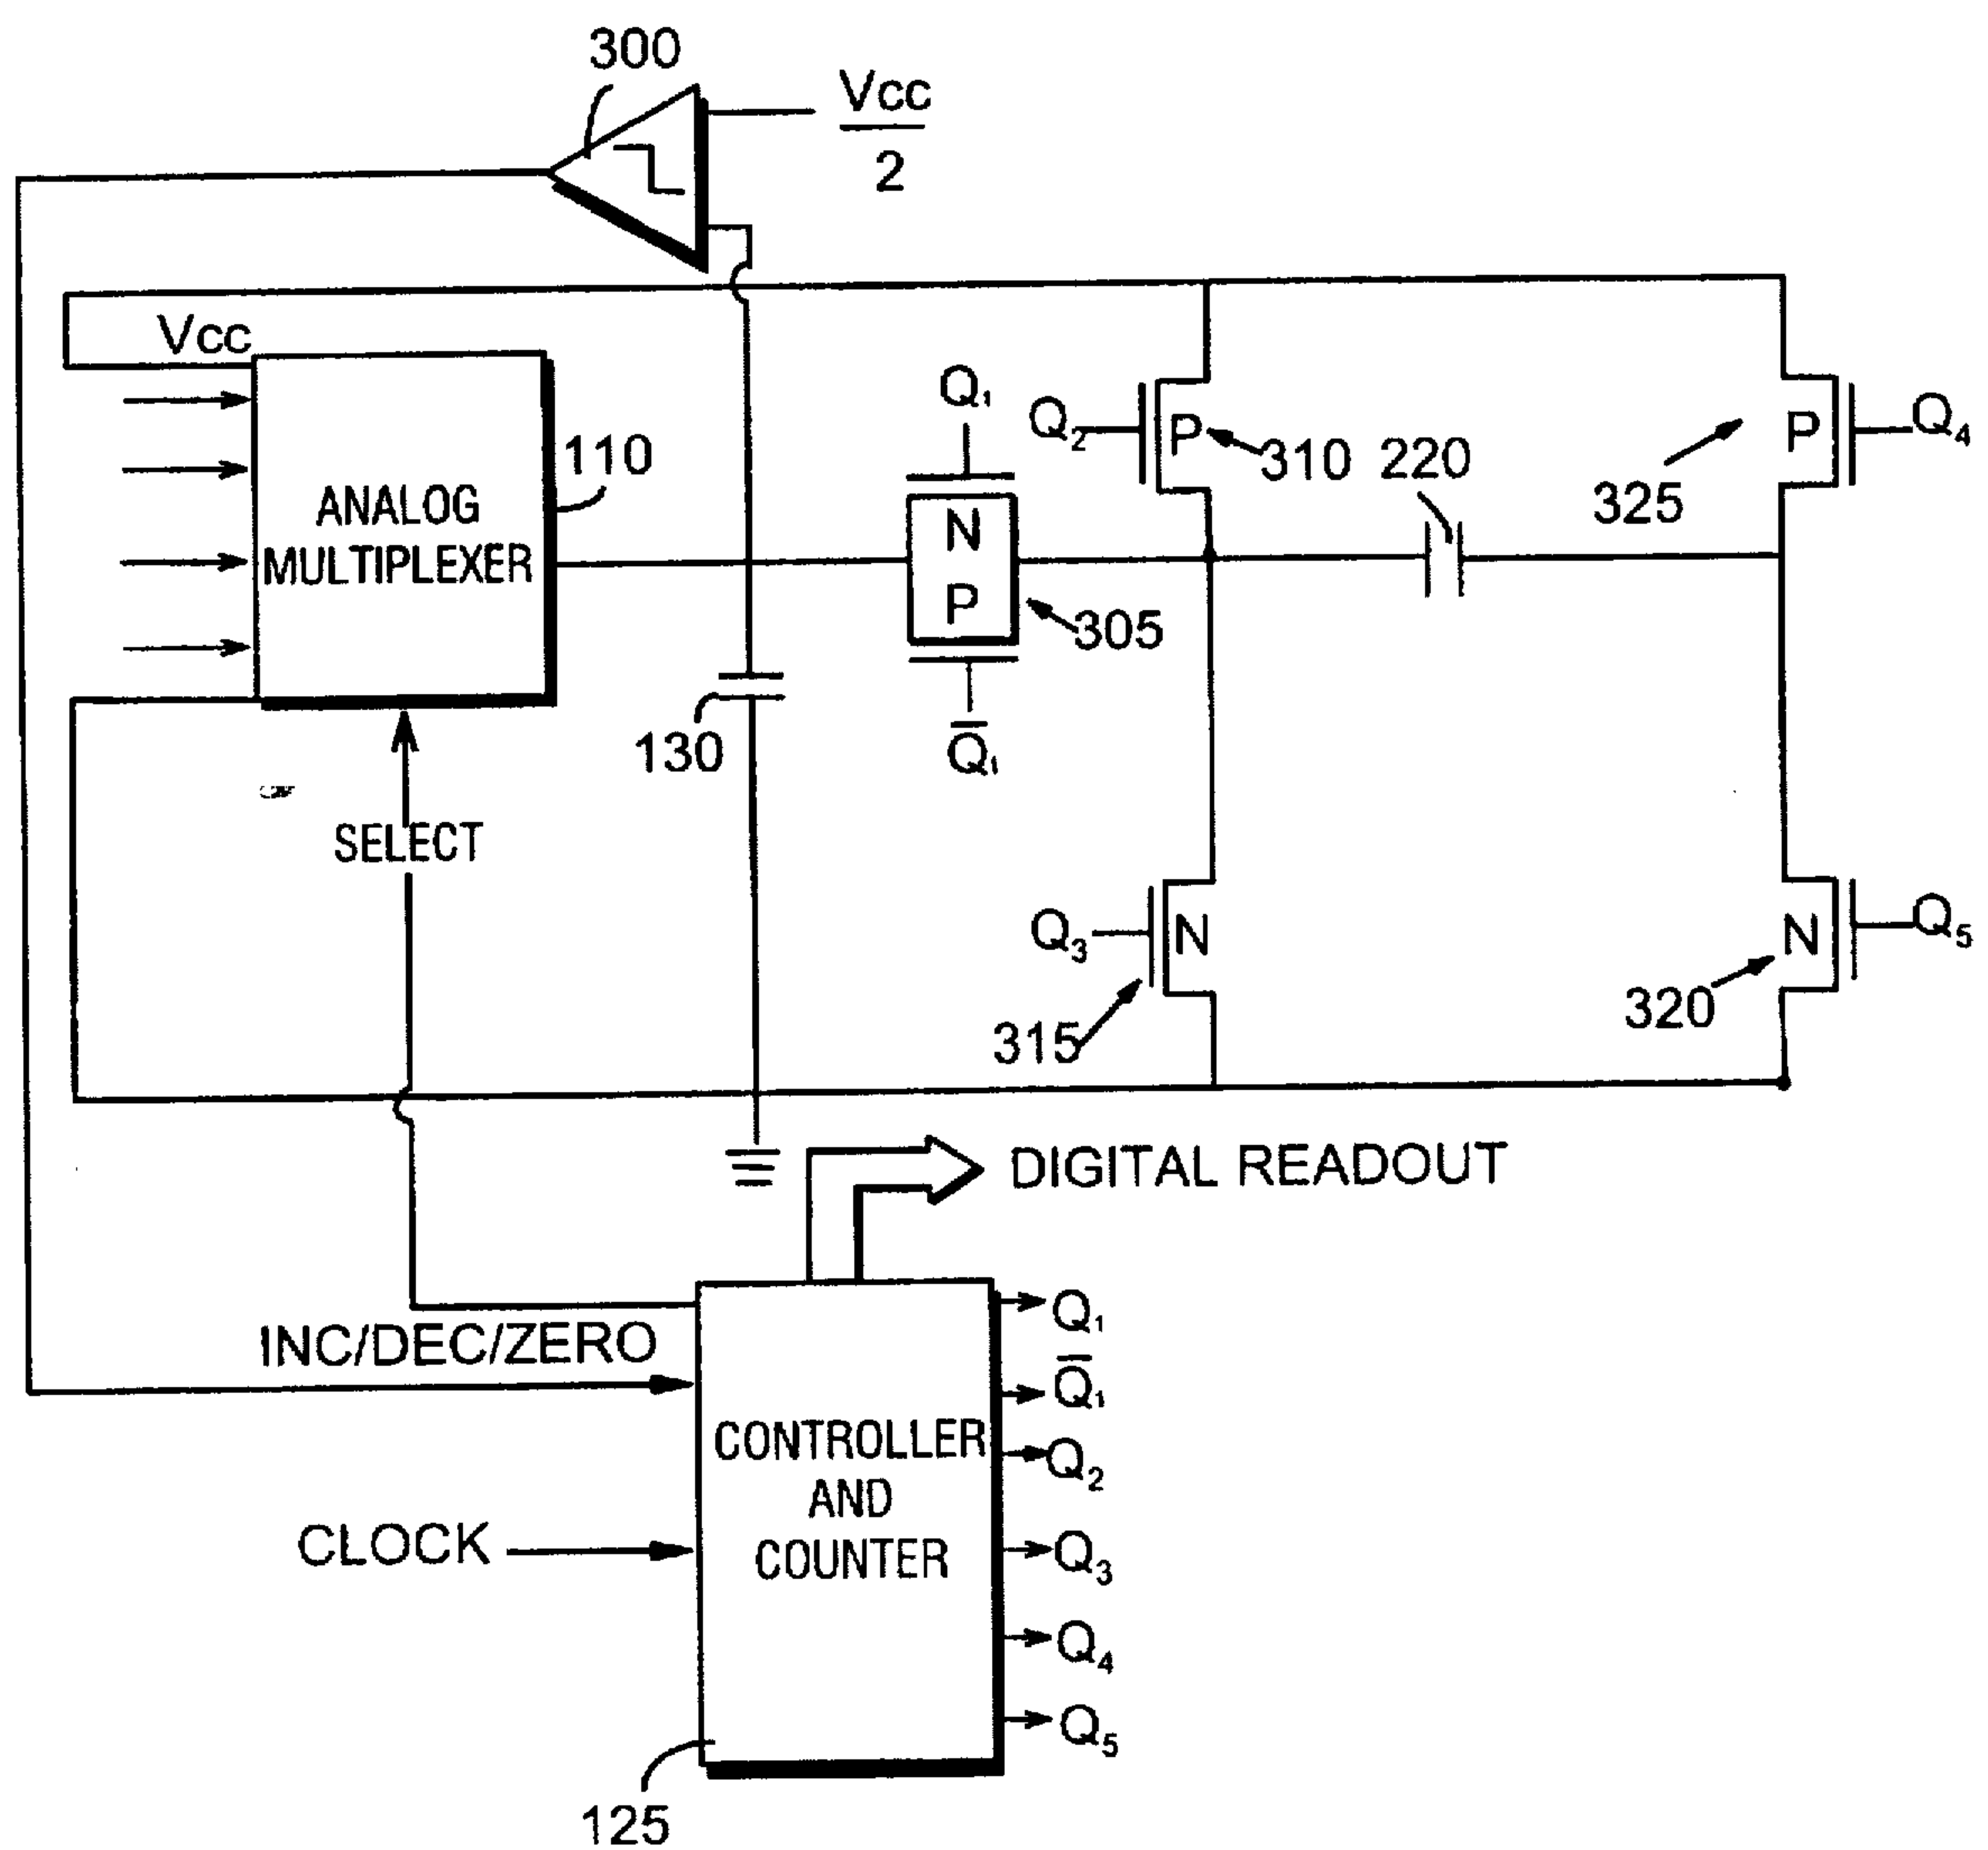 300
Vcc
2
Vcc
110
ANALOG
MULTIPLEXER
SELECT
130
Q₁
N
P
305
Q̅₁
Q₂
P
310
220
325
P
Q₄
Q₃
N
315
N
Q₅
320
DIGITAL READOUT
INC/DEC/ZERO
CLOCK
CONTROLLER
AND
COUNTER
125
Q₁
Q̅₁
Q₂
Q₃
Q₄
Q₅